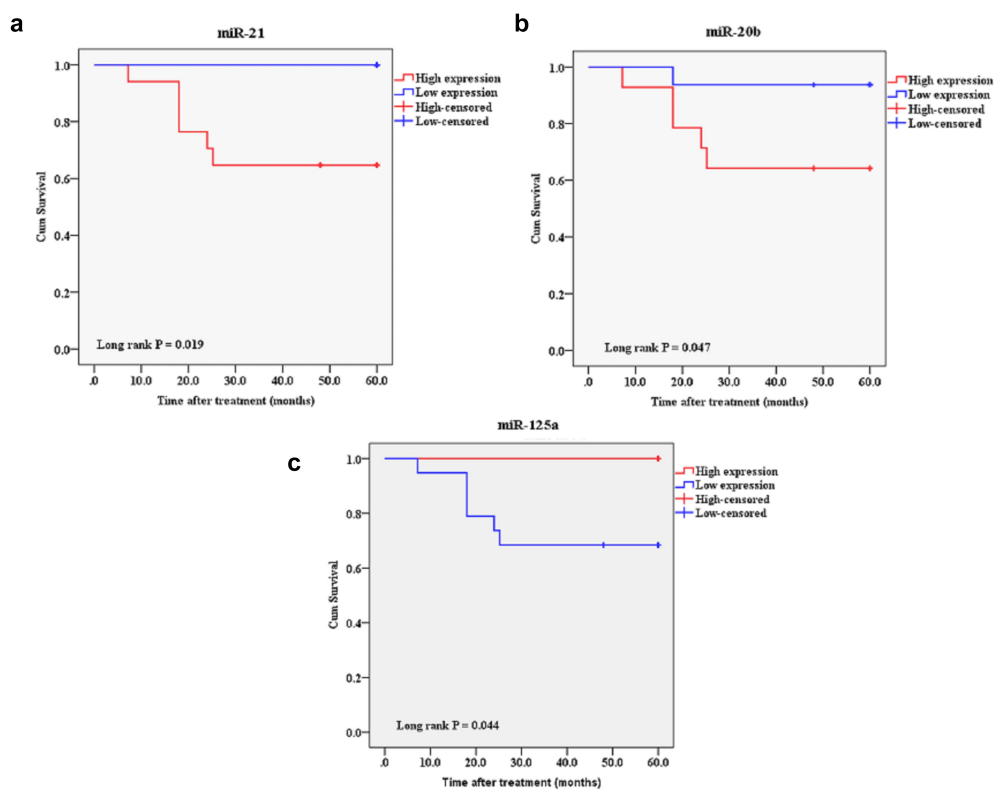 a
miR-21
1.0
0.8
0.6
0.4
0.2
0.0
Cum Survival
Long rank P = 0.019
.0 10.0 20.0 30.0 40.0 50.0 60.0
Time after treatment (months)
High expression
Low expression
High-censored
Low-censored
b
miR-20b
1.0
0.8
0.6
0.4
0.2
0.0
Cum Survival
Long rank P = 0.047
.0 10.0 20.0 30.0 40.0 50.0 60.0
Time after treatment (months)
High expression
Low expression
High-censored
Low-censored
c
miR-125a
1.0
0.8
0.6
0.4
0.2
0.0
Cum Survival
Long rank P = 0.044
.0 10.0 20.0 30.0 40.0 50.0 60.0
Time after treatment (months)
High expression
Low expression
High-censored
Low-censored